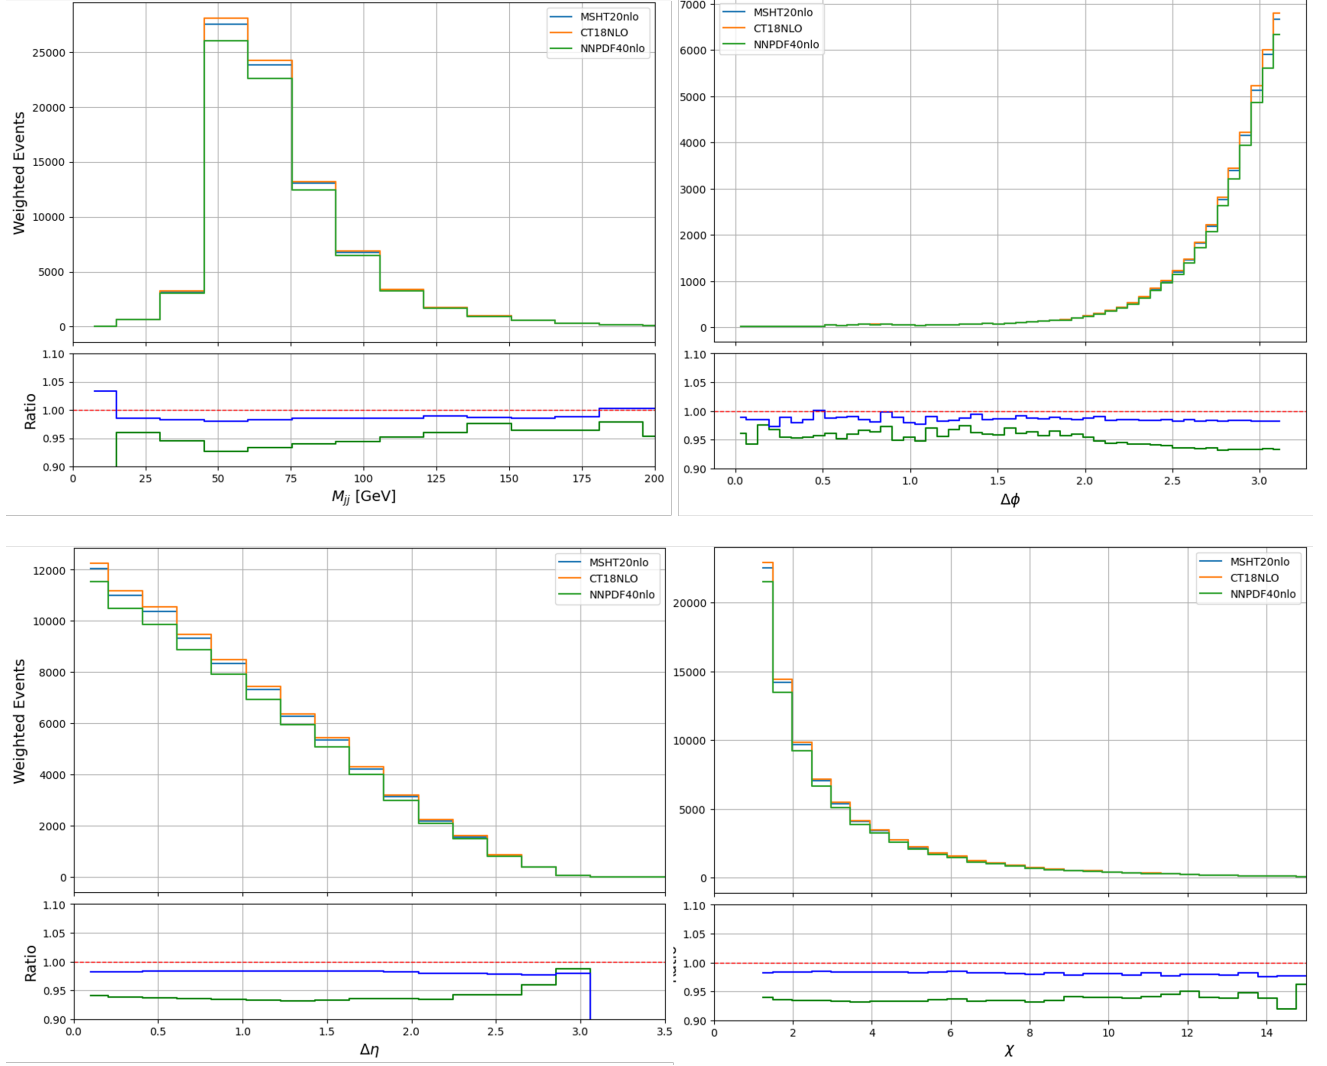 MSHT20nlo
CT18NLO
NNPDF40nlo
Weighted Events
25000
20000
15000
10000
5000
0
1.10
1.05
1.00
0.95
0.90
Ratio
0 25 50 75 100 125 150 175 200
M_jj [GeV]
MSHT20nlo
CT18NLO
NNPDF40nlo
7000
6000
5000
4000
3000
2000
1000
0
1.10
1.05
1.00
0.95
0.90
0.0 0.5 1.0 1.5 2.0 2.5 3.0
Δϕ
MSHT20nlo
CT18NLO
NNPDF40nlo
Weighted Events
12000
10000
8000
6000
4000
2000
0
1.10
1.05
1.00
0.95
0.90
Ratio
0.0 0.5 1.0 1.5 2.0 2.5 3.0 3.5
Δη
MSHT20nlo
CT18NLO
NNPDF40nlo
20000
15000
10000
5000
0
1.10
1.05
1.00
0.95
0.90
0 2 4 6 8 10 12 14
χ